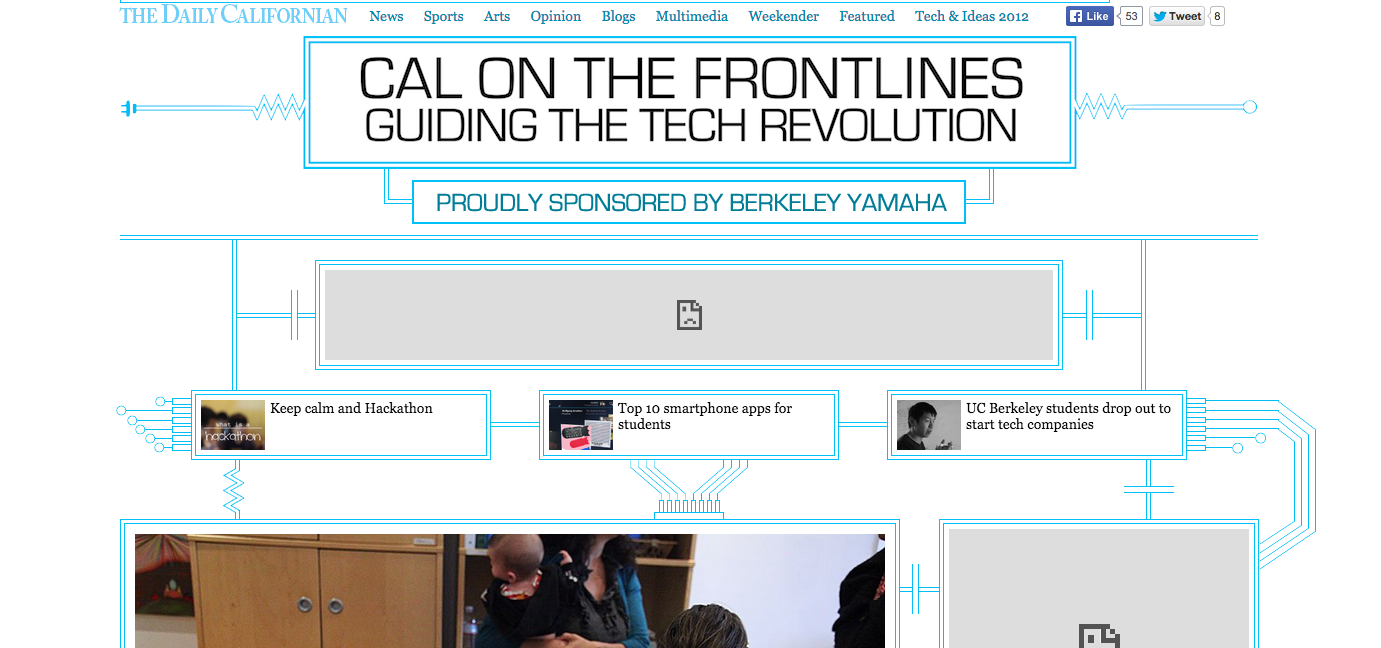 THE DAILY CALIFORNIAN News Sports Arts Opinion Blogs Multimedia Weekender Featured Tech & Ideas 2012 Like 53 Tweet 8
CAL ON THE FRONTLINES
GUIDING THE TECH REVOLUTION
PROUDLY SPONSORED BY BERKELEY YAMAHA
what is a
hackathon
Keep calm and Hackathon
Top 10 smartphone apps for
students
UC Berkeley students drop out to
start tech companies